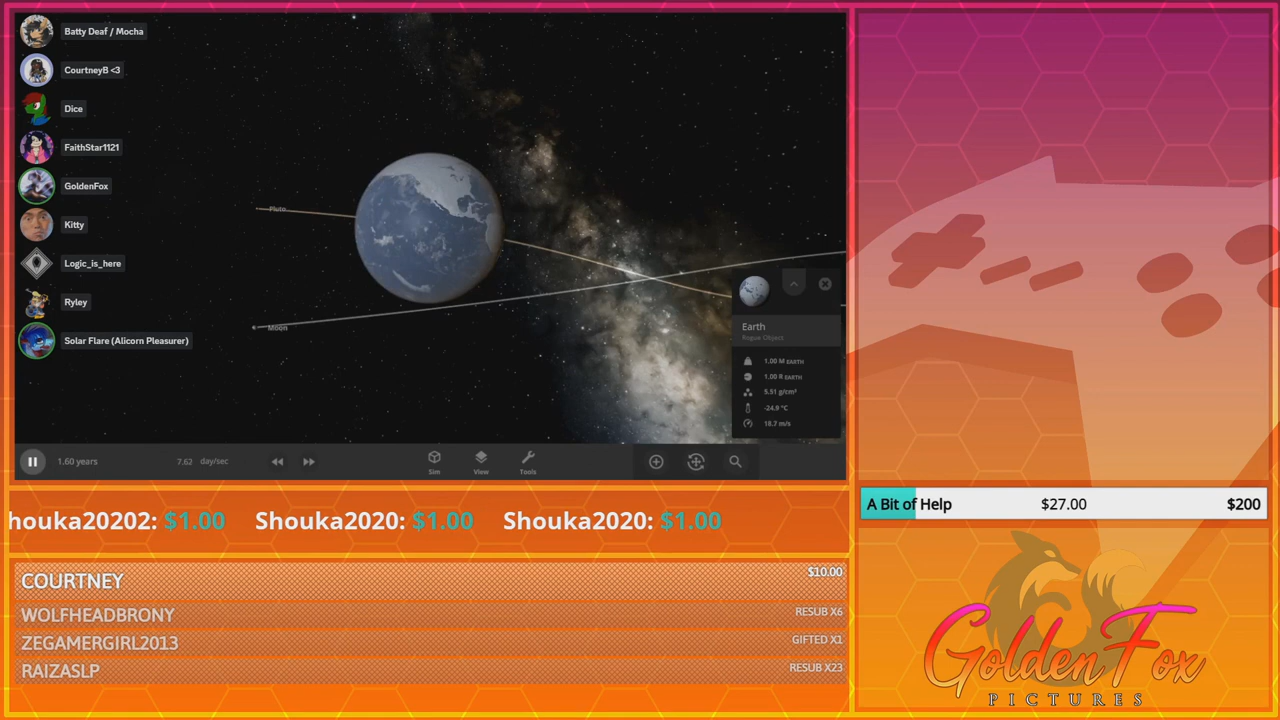 Batty Deaf / Mocha
CourtneyB <3
Dice
FaithStar1121
GoldenFox
Kitty
Logic_is_here
Ryley
Solar Flare (Alicorn Pleasurer)
Pluto
Moon
Earth
Rogue Object
1.00 M EARTH
1.00 R EARTH
5.51 g/cm³
-24.9 °C
18.7 m/s
1.60 years 7.62 day/sec
Sim View Tools
houka20202: $1.00 Shouka2020: $1.00 Shouka2020: $1.00
A Bit of Help $27.00 $200
COURTNEY $10.00
WOLFHEADBRONY RESUB X6
ZEGAMERGIRL2013 GIFTED X1
RAIZASLP RESUB X23
GoldenFox
PICTURES